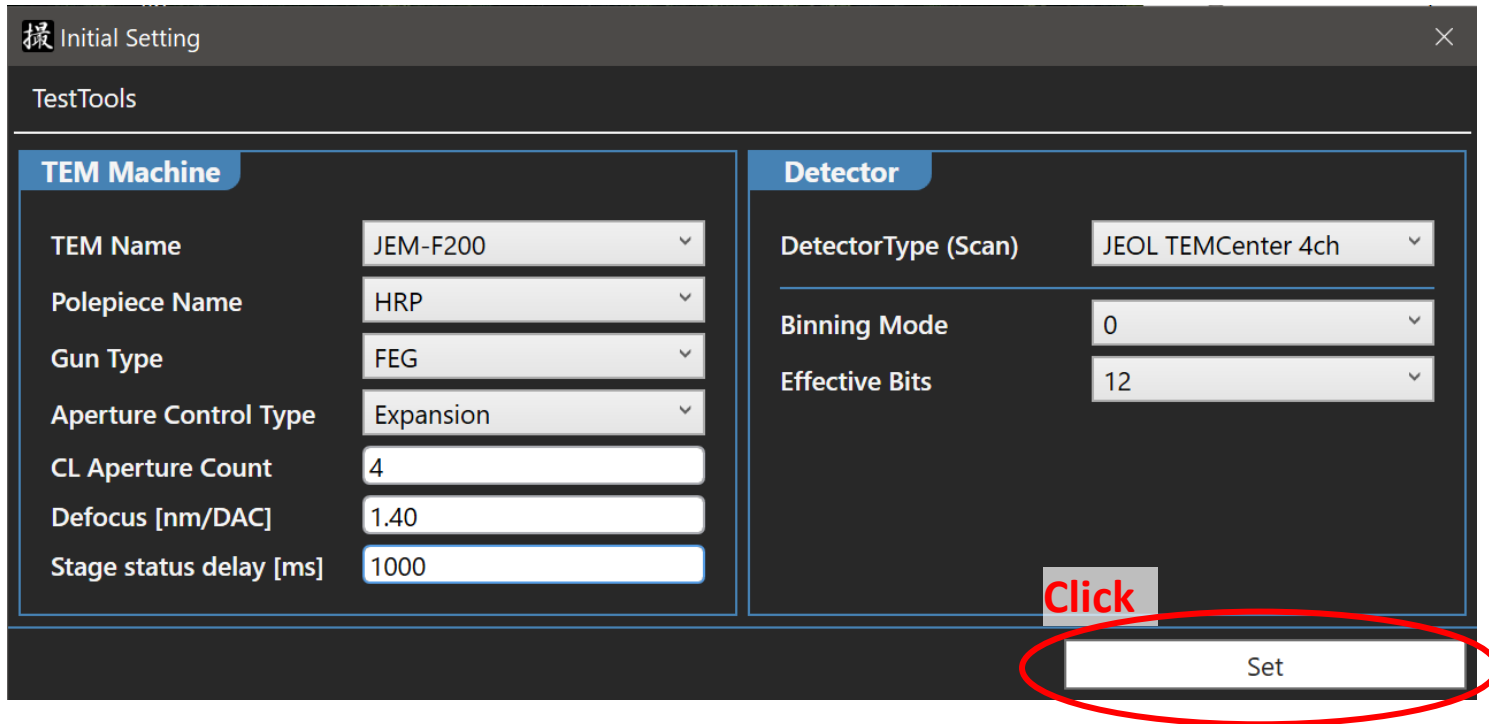 撮 Initial Setting
TestTools
TEM Machine
TEM Name JEM-F200
Polepiece Name HRP
Gun Type FEG
Aperture Control Type Expansion
CL Aperture Count 4
Defocus [nm/DAC] 1.40
Stage status delay [ms] 1000
Detector
DetectorType (Scan) JEOL TEMCenter 4ch
Binning Mode 0
Effective Bits 12
Click
Set